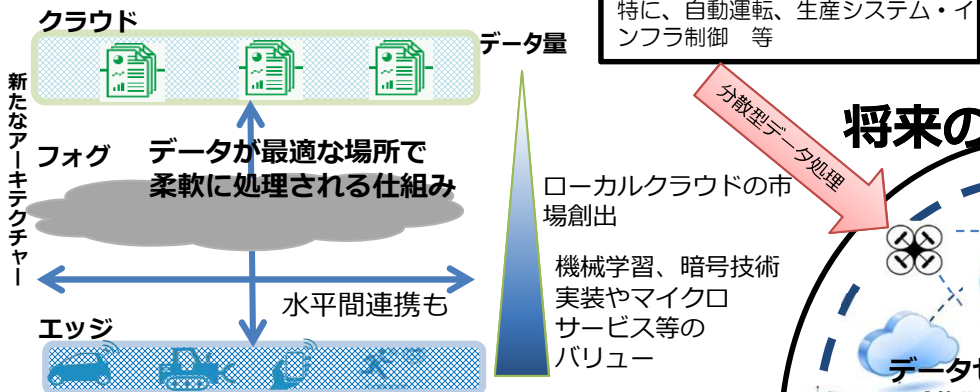 クラウド
データ量
特に、自動運転、生産システム・イ
ンフラ制御　等
新たなアーキテクチャー
分散型データ処理
将来の
フォグ
データが最適な場所で
柔軟に処理される仕組み
ローカルクラウドの市
場創出
機械学習、暗号技術
実装やマイクロ
サービス等の
バリュー
水平間連携も
エッジ
データ